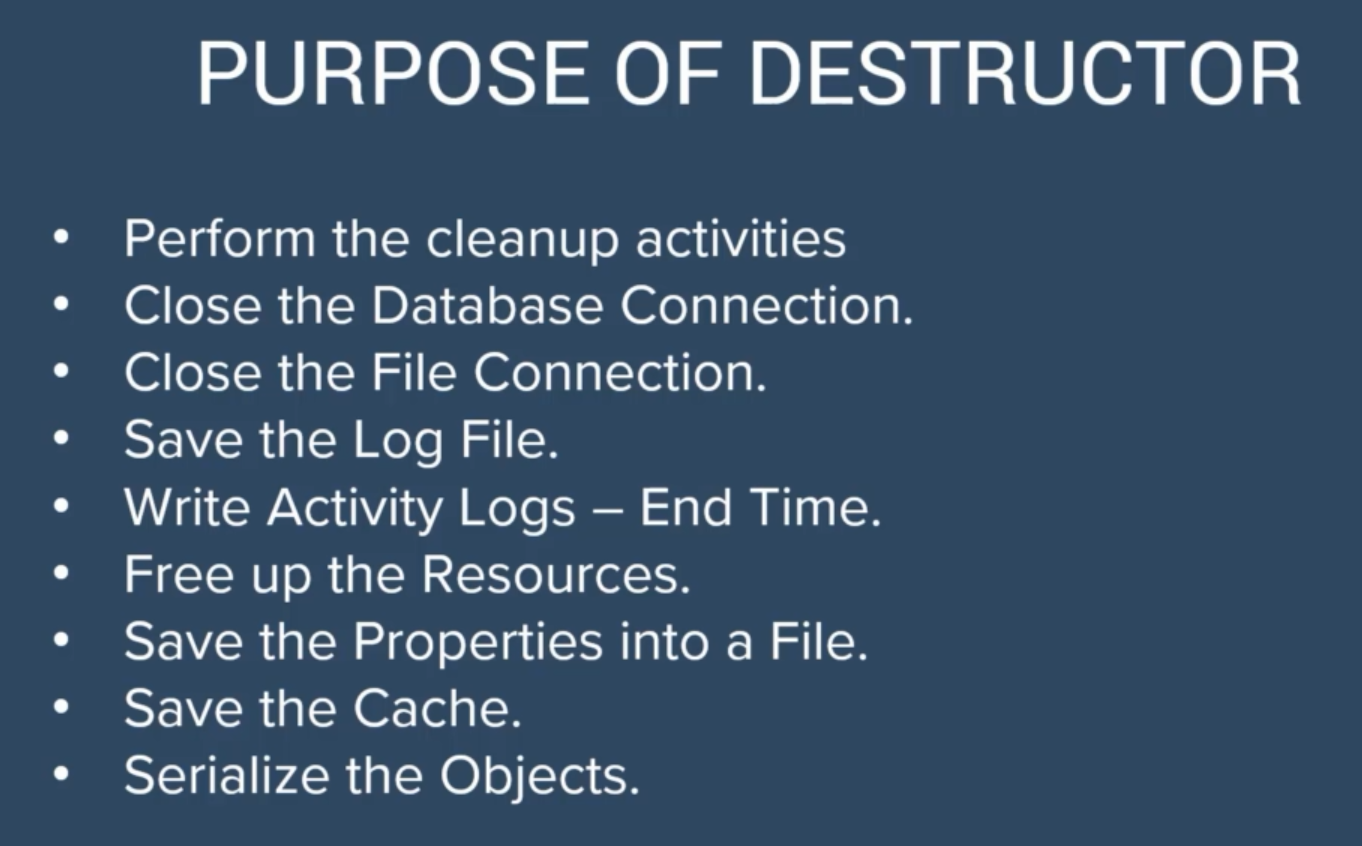 PURPOSE OF DESTRUCTOR
• Perform the cleanup activities
• Close the Database Connection.
• Close the File Connection.
• Save the Log File.
• Write Activity Logs – End Time.
• Free up the Resources.
• Save the Properties into a File.
• Save the Cache.
• Serialize the Objects.